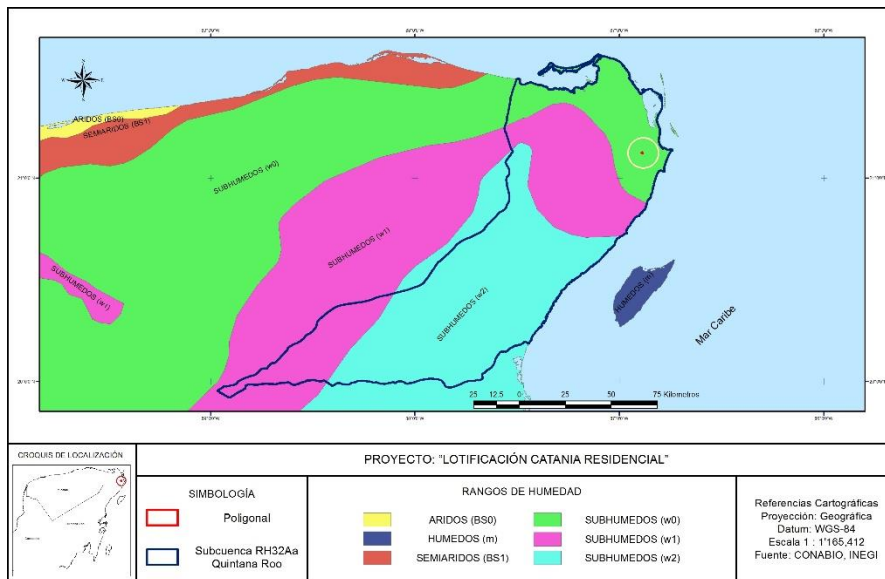 ARIDOS (BS0)
SEMIARIDOS (BS1)
SUBHUMEDOS (w0)
SUBHUMEDOS (w1)
SUBHUMEDOS (w1)
SUBHUMEDOS (w2)
HUMEDOS (m)
Mar Caribe
25 12.5 0 25 50 75 Kilometros
CROQUIS DE LOCALIZACIÓN
PROYECTO: "LOTIFICACIÓN CATANIA RESIDENCIAL"
SIMBOLOGÍA
Poligonal
Subcuenca RH32Aa
Quintana Roo
RANGOS DE HUMEDAD
ARIDOS (BS0)
HUMEDOS (m)
SEMIARIDOS (BS1)
SUBHUMEDOS (w0)
SUBHUMEDOS (w1)
SUBHUMEDOS (w2)
Referencias Cartográficas
Proyección: Geográfica
Datum: WGS-84
Escala 1 : 1'165,412
Fuente: CONABIO, INEGI